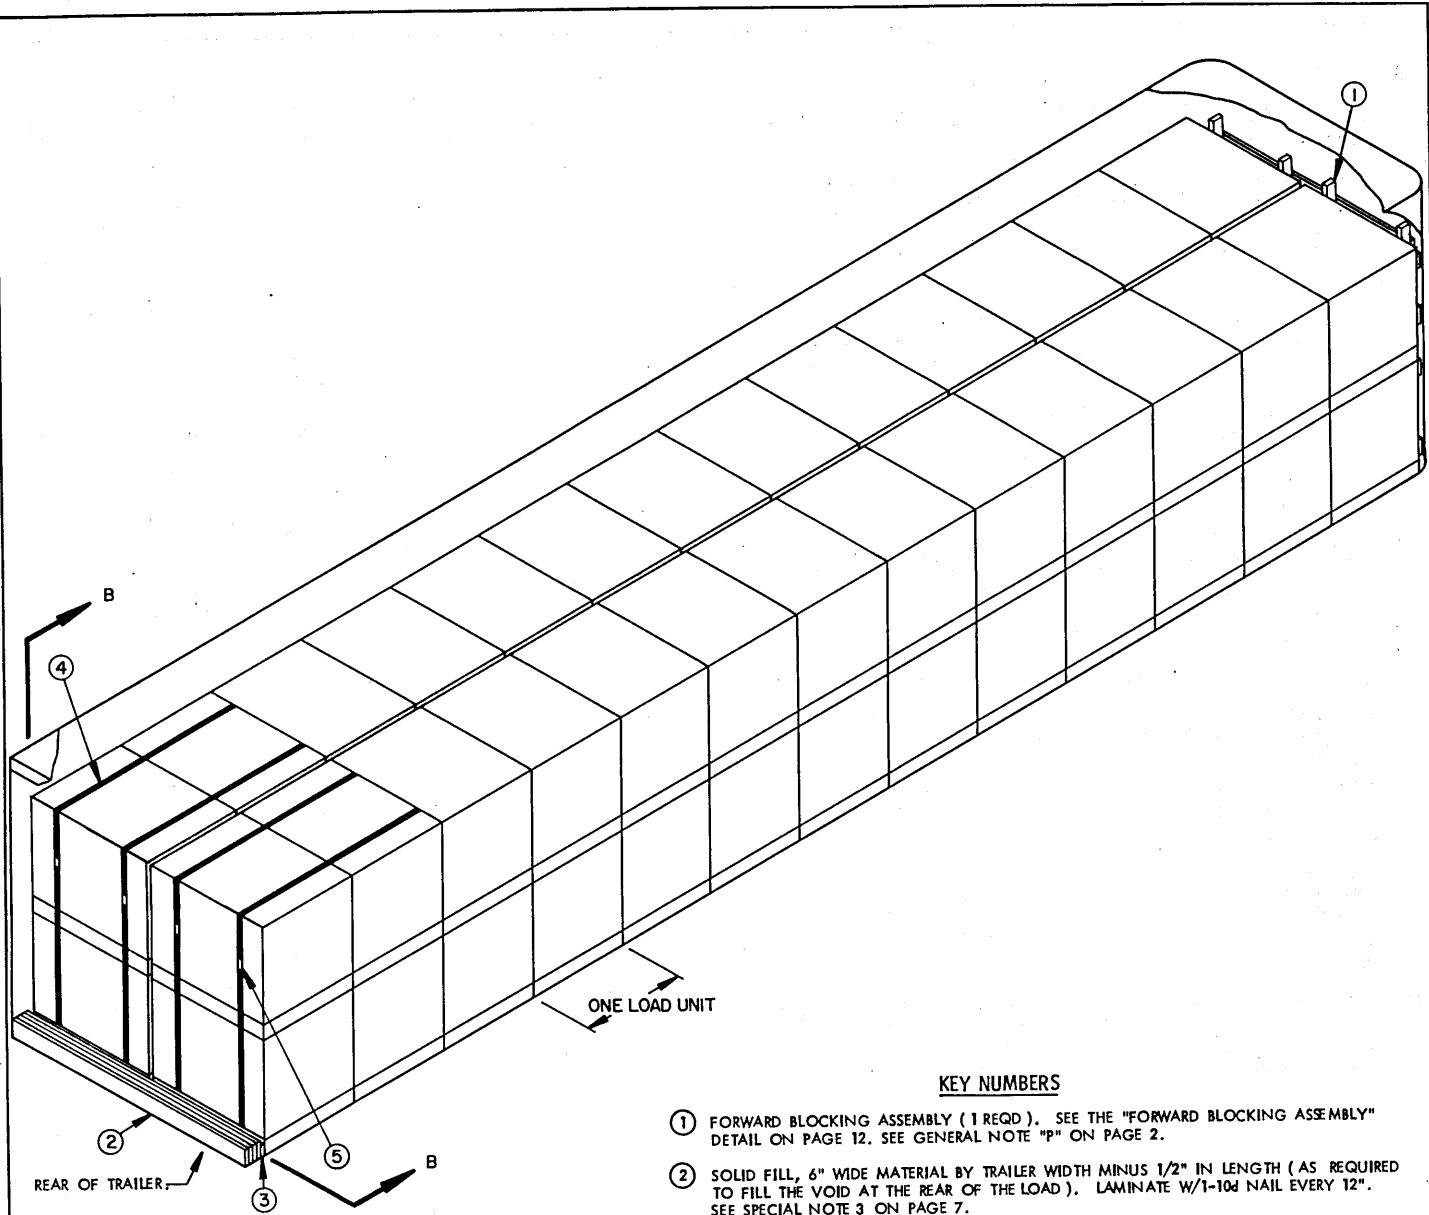 1
B
4
ONE LOAD UNIT
2
5
B
REAR OF TRAILER
3
KEY NUMBERS
1 FORWARD BLOCKING ASSEMBLY ( 1 REQD ). SEE THE "FORWARD BLOCKING ASSEMBLY"
DETAIL ON PAGE 12. SEE GENERAL NOTE "P" ON PAGE 2.
2 SOLID FILL, 6" WIDE MATERIAL BY TRAILER WIDTH MINUS 1/2" IN LENGTH ( AS REQUIRED
TO FILL THE VOID AT THE REAR OF THE LOAD ). LAMINATE W/1-10d NAIL EVERY 12".
SEE SPECIAL NOTE 3 ON PAGE 7.